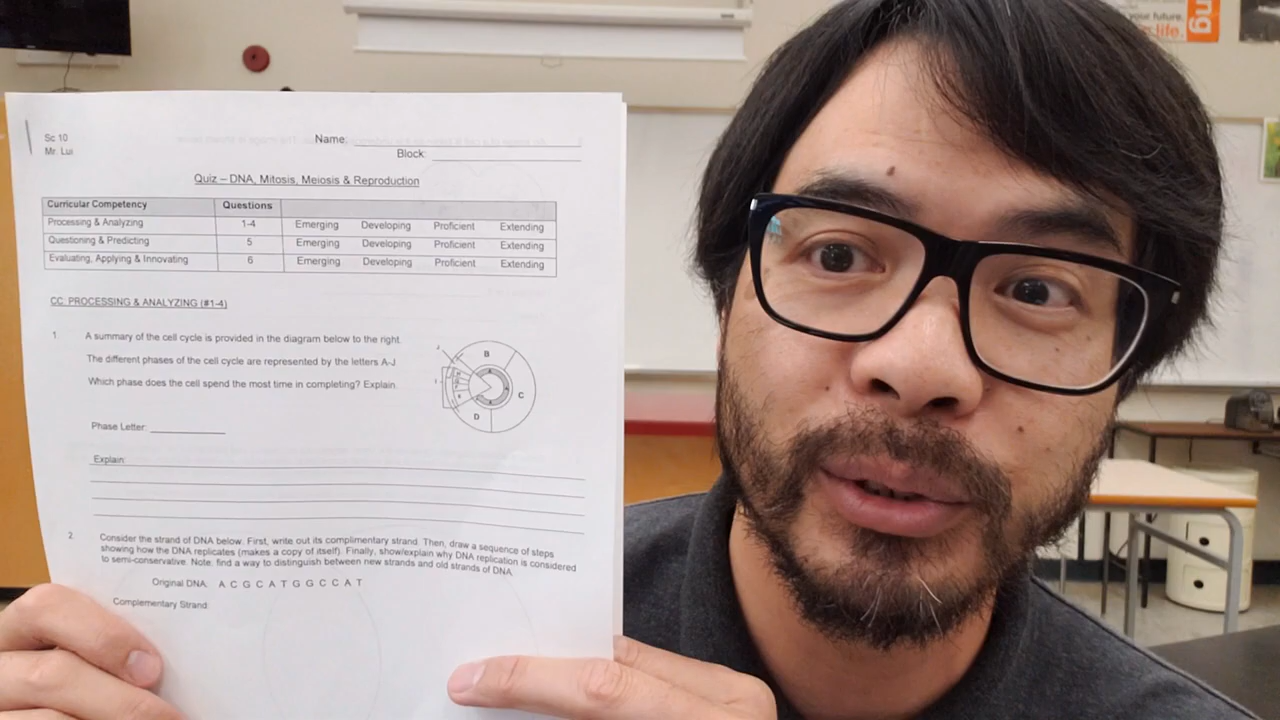 your future.
life.
ng
Sc 10
Mr. Lui
Name:
Block:
Quiz – DNA, Mitosis, Meiosis & Reproduction
Curricular Competency Questions
Processing & Analyzing 1-4 Emerging Developing Proficient Extending
Questioning & Predicting 5 Emerging Developing Proficient Extending
Evaluating, Applying & Innovating 6 Emerging Developing Proficient Extending
CC: PROCESSING & ANALYZING (#1-4)
1 A summary of the cell cycle is provided in the diagram below to the right.
The different phases of the cell cycle are represented by the letters A-J
Which phase does the cell spend the most time in completing? Explain.
B
C
D
Phase Letter:
Explain:
2. Consider the strand of DNA below. First, write out its complimentary strand. Then, draw a sequence of steps
showing how the DNA replicates (makes a copy of itself). Finally, show/explain why DNA replication is considered
to semi-conservative. Note: find a way to distinguish between new strands and old strands of DNA.
Original DNA: A C G C A T G G C C A T
Complementary Strand: